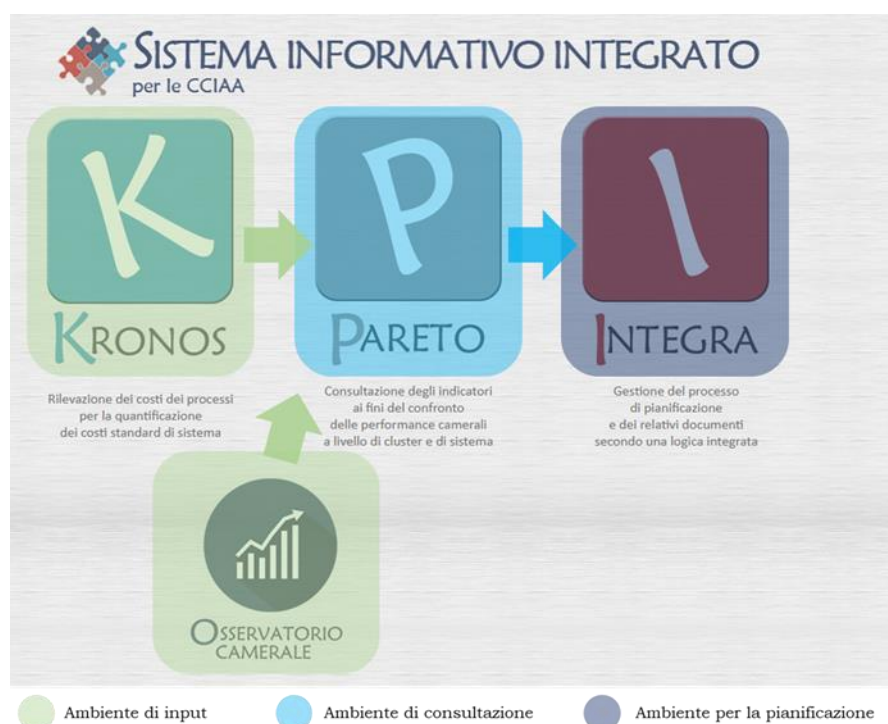 SISTEMA INFORMATIVO INTEGRATO
per le CCIAA
K
P
I
KRONOS
PARETO
INTEGRA
Rilevazione dei costi dei processi
per la quantificazione
dei costi standard di sistema
Consultazione degli indicatori
ai fini del confronto
delle performance camerali
a livello di cluster e di sistema
Gestione del processo
di pianificazione
e dei relativi documenti
secondo una logica integrata
OSSERVATORIO
CAMERALE
Ambiente di input
Ambiente di consultazione
Ambiente per la pianificazione